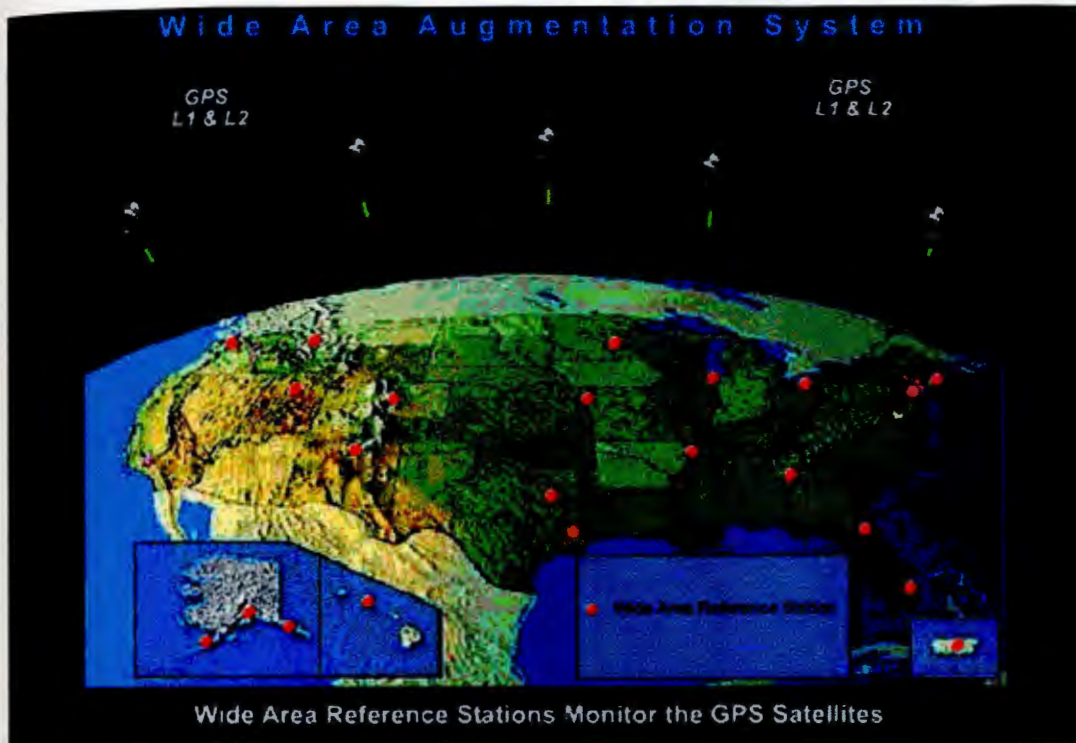 Wide Area Augmentation System
GPS
L1 & L2
GPS
L1 & L2
Wide Area Reference Station
Wide Area Reference Stations Monitor the GPS Satellites